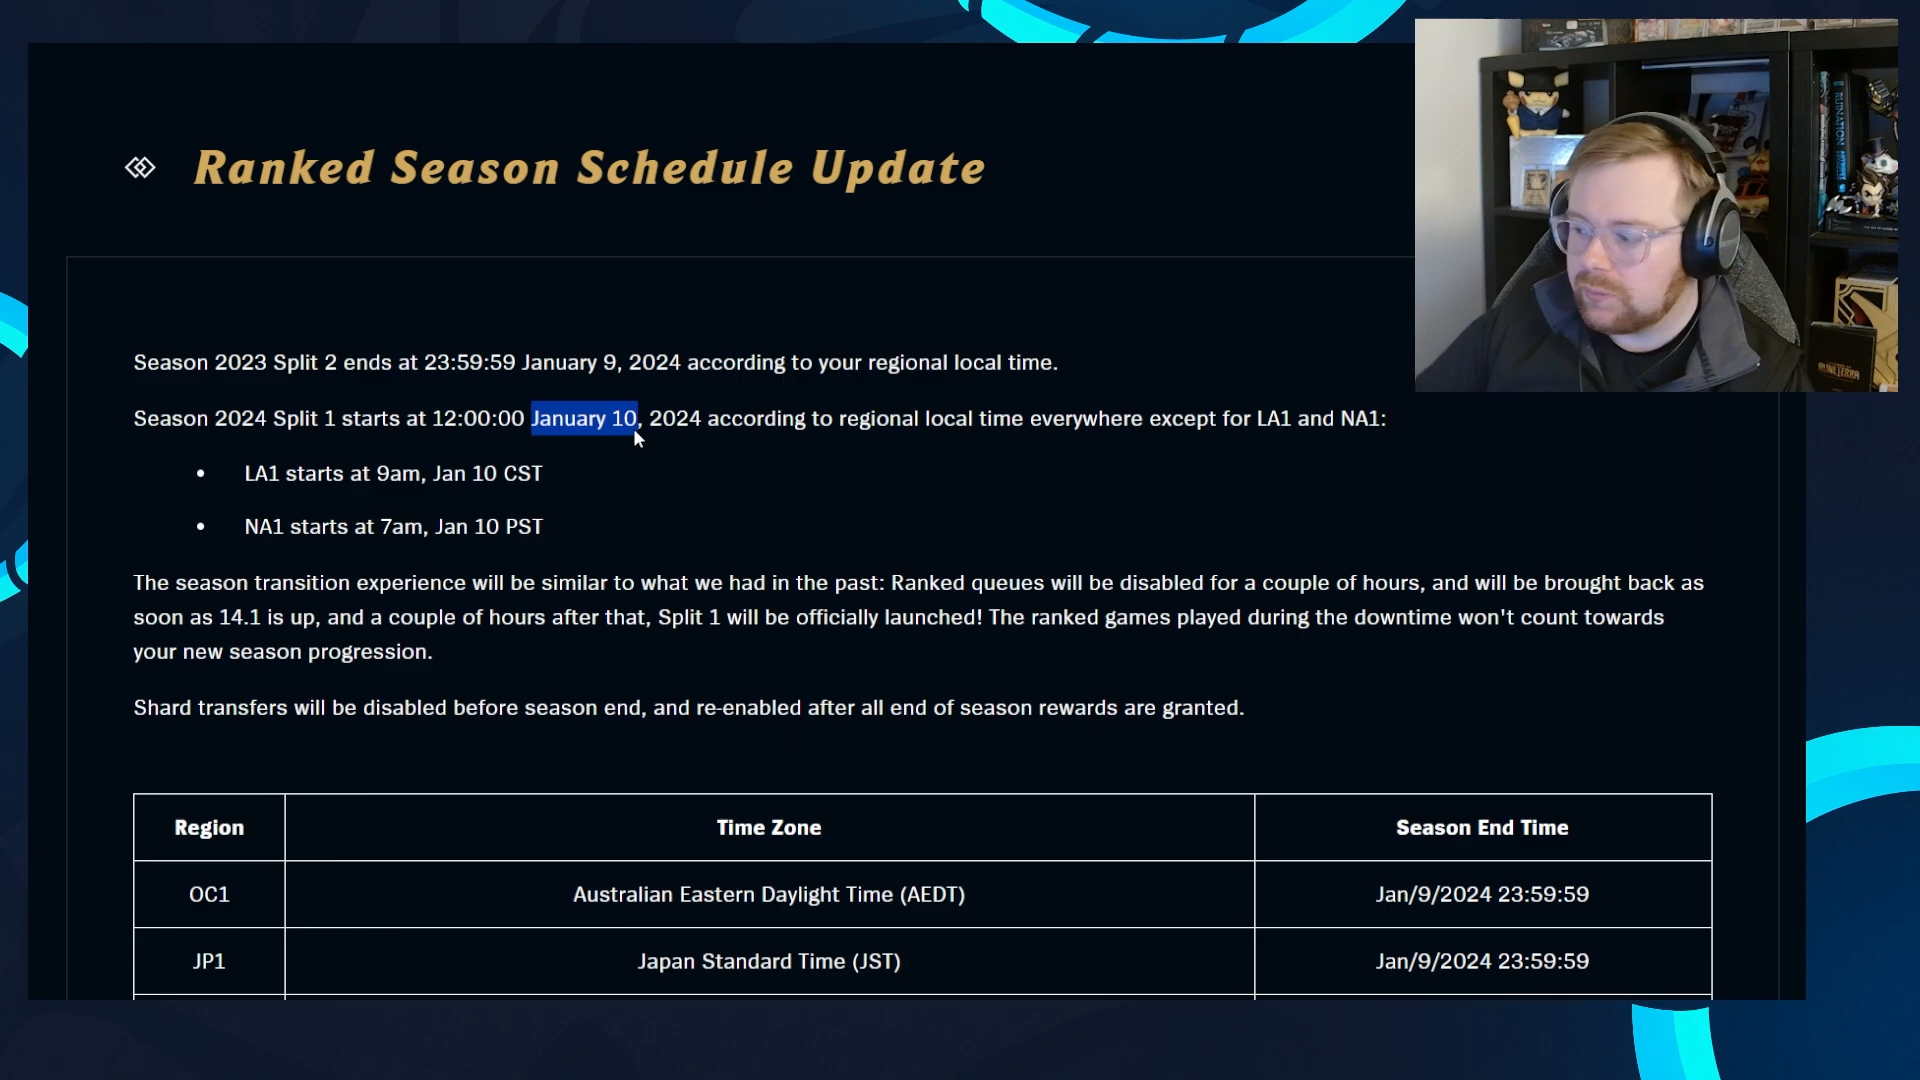 Ranked Season Schedule Update
Season 2023 Split 2 ends at 23:59:59 January 9, 2024 according to your regional local time.
Season 2024 Split 1 starts at 12:00:00 January 10, 2024 according to regional local time everywhere except for LA1 and NA1:
• LA1 starts at 9am, Jan 10 CST
• NA1 starts at 7am, Jan 10 PST
The season transition experience will be similar to what we had in the past: Ranked queues will be disabled for a couple of hours, and will be brought back as
soon as 14.1 is up, and a couple of hours after that, Split 1 will be officially launched! The ranked games played during the downtime won't count towards
your new season progression.
Shard transfers will be disabled before season end, and re-enabled after all end of season rewards are granted.
Region Time Zone Season End Time
OC1 Australian Eastern Daylight Time (AEDT) Jan/9/2024 23:59:59
JP1 Japan Standard Time (JST) Jan/9/2024 23:59:59
RUINATION
RUNETERRA